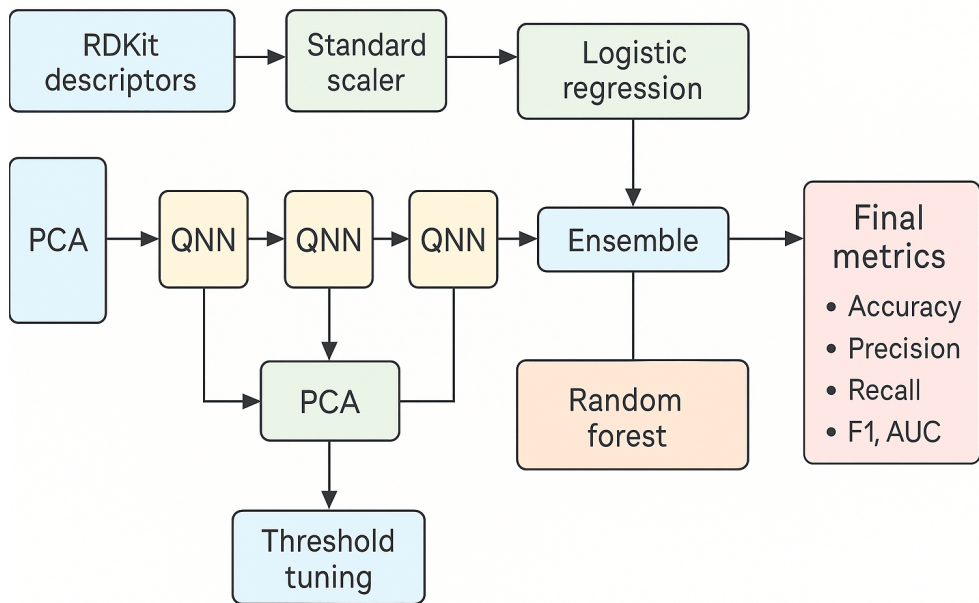 RDKit
descriptors
Standard
scaler
Logistic
regression
PCA
QNN
QNN
QNN
Ensemble
Final
metrics
• Accuracy
• Precision
• Recall
• F1, AUC
PCA
Random
forest
Threshold
tuning